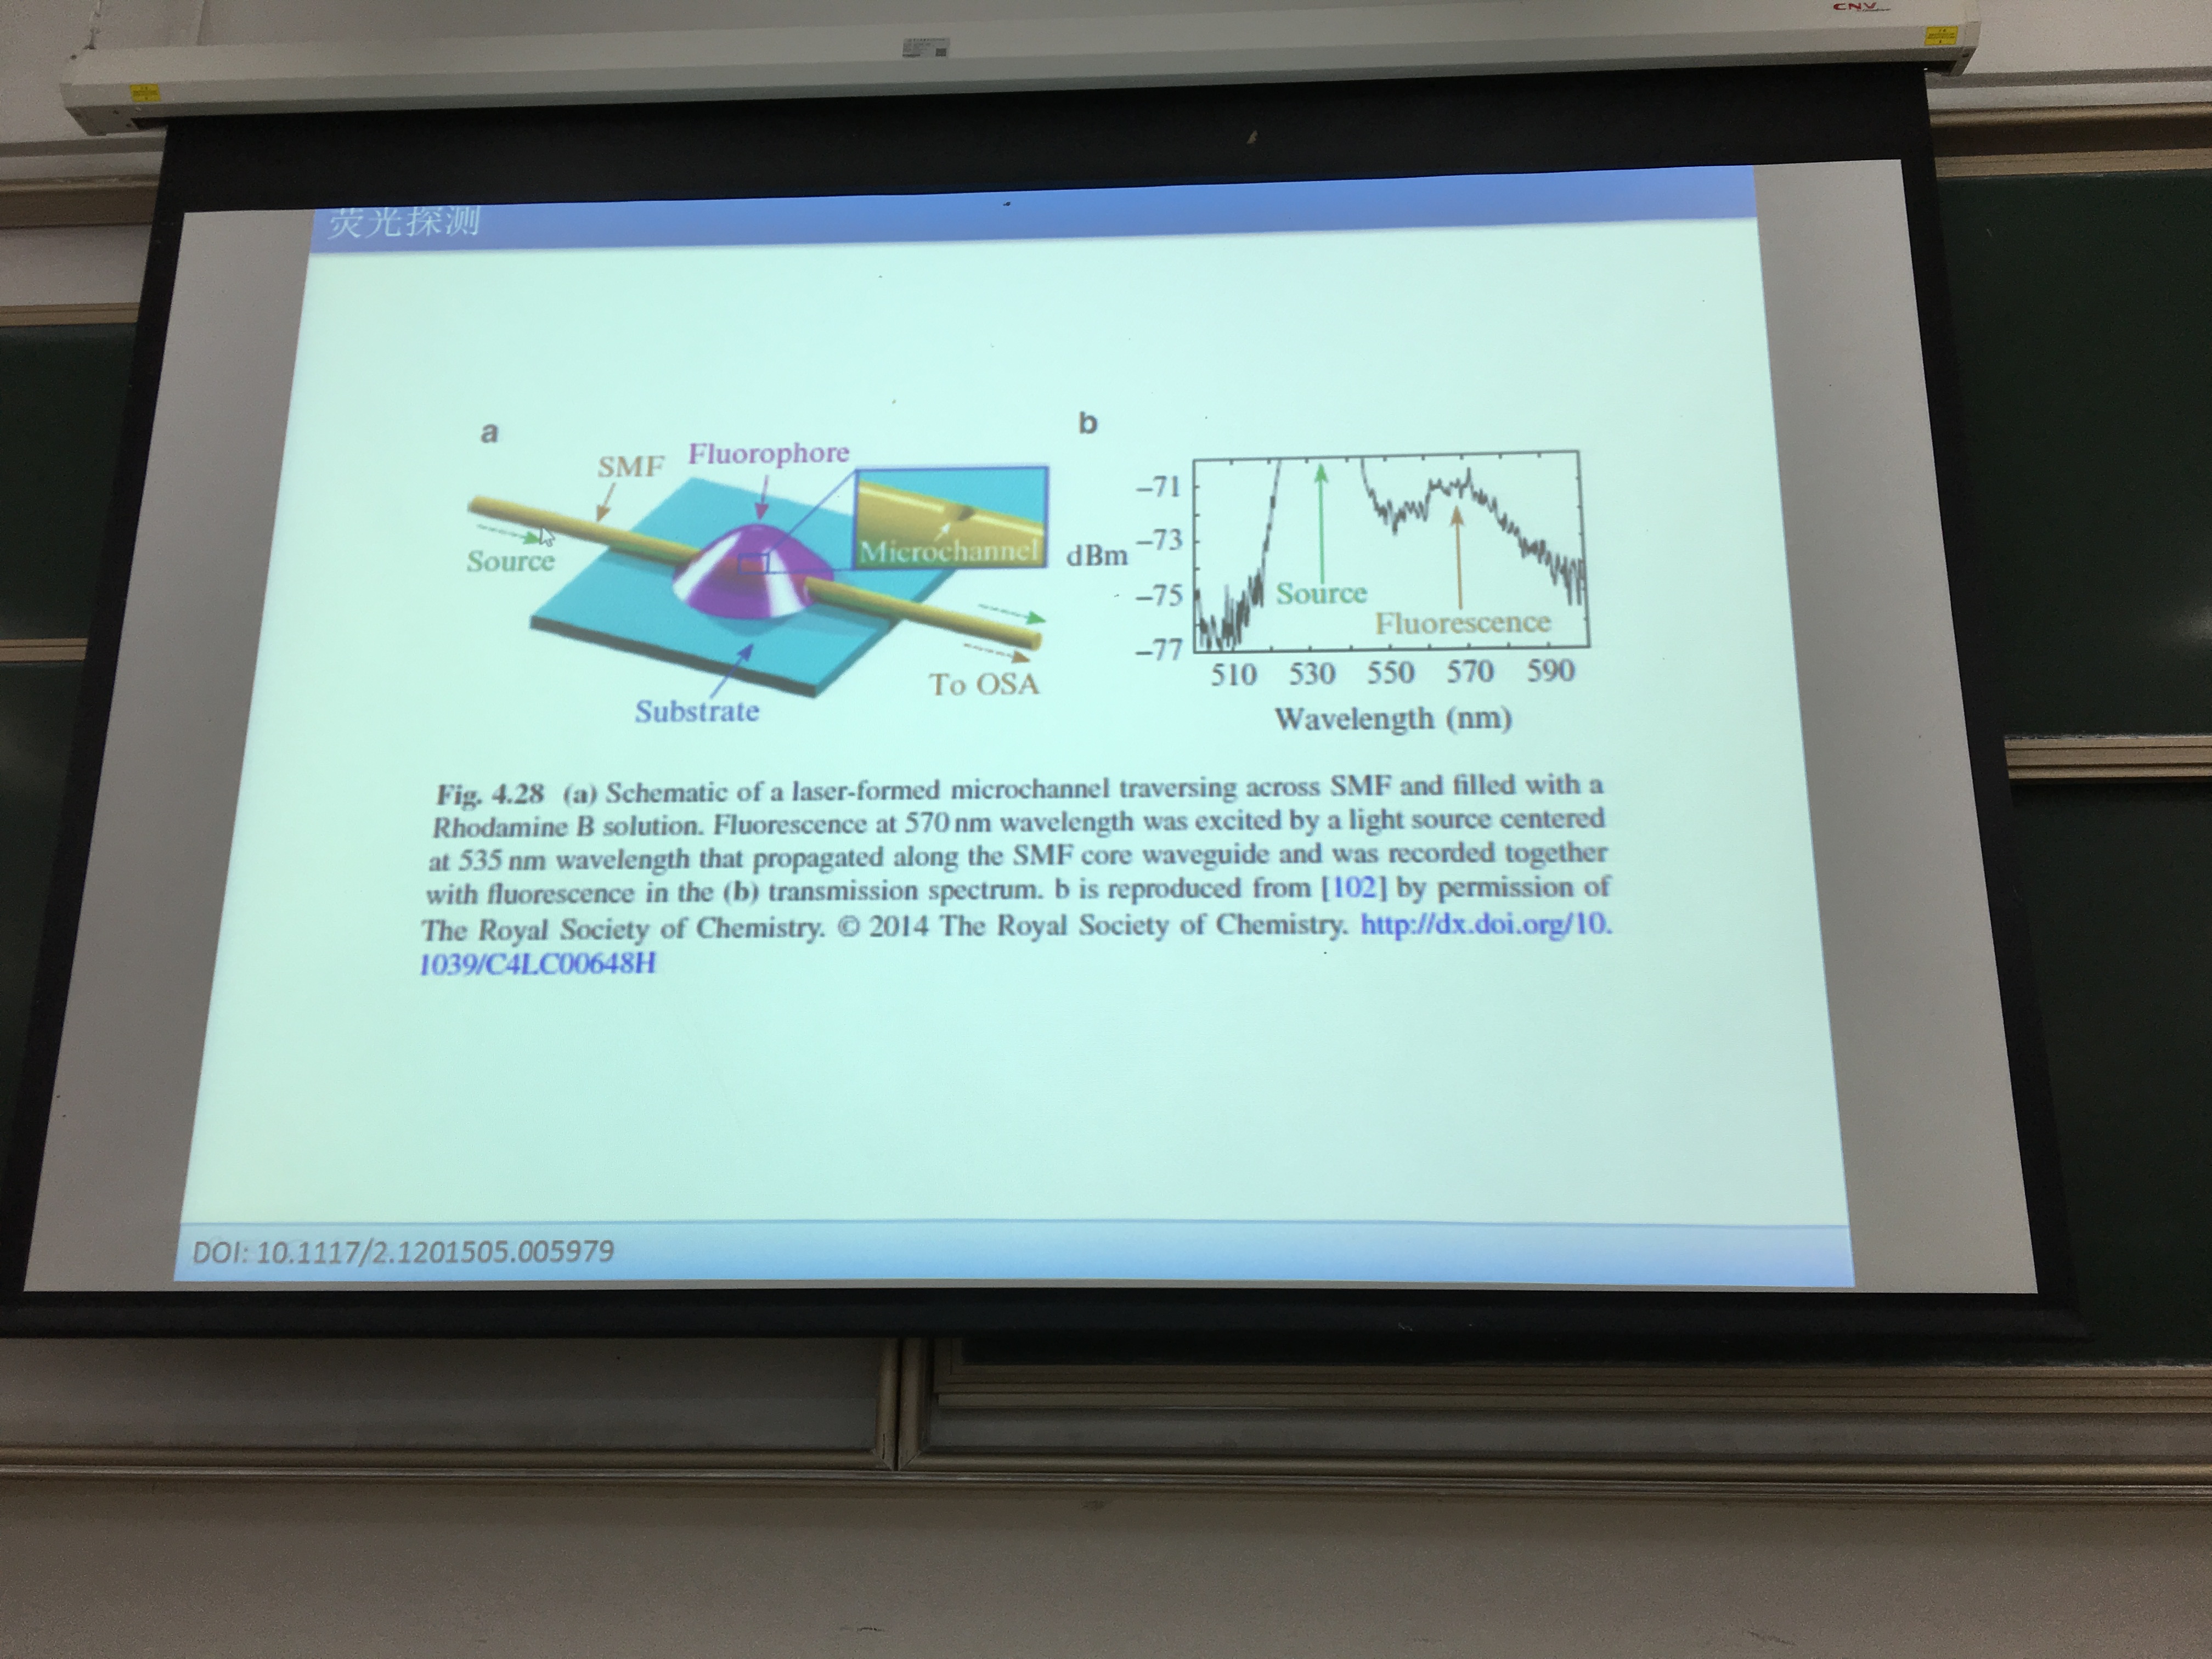 CNV
荧光探测
a
b
SMF
Fluorophore
Source
Microchannel
Substrate
To OSA
-71
-73
-75
-77
dBm
Source
Fluorescence
510 530 550 570 590
Wavelength (nm)
Fig. 4.28 (a) Schematic of a laser-formed microchannel traversing across SMF and filled with a
Rhodamine B solution. Fluorescence at 570 nm wavelength was excited by a light source centered
at 535 nm wavelength that propagated along the SMF core waveguide and was recorded together
with fluorescence in the (b) transmission spectrum. b is reproduced from [102] by permission of
The Royal Society of Chemistry. © 2014 The Royal Society of Chemistry. http://dx.doi.org/10.
1039/C4LC00648H
DOI: 10.1117/2.1201505.005979